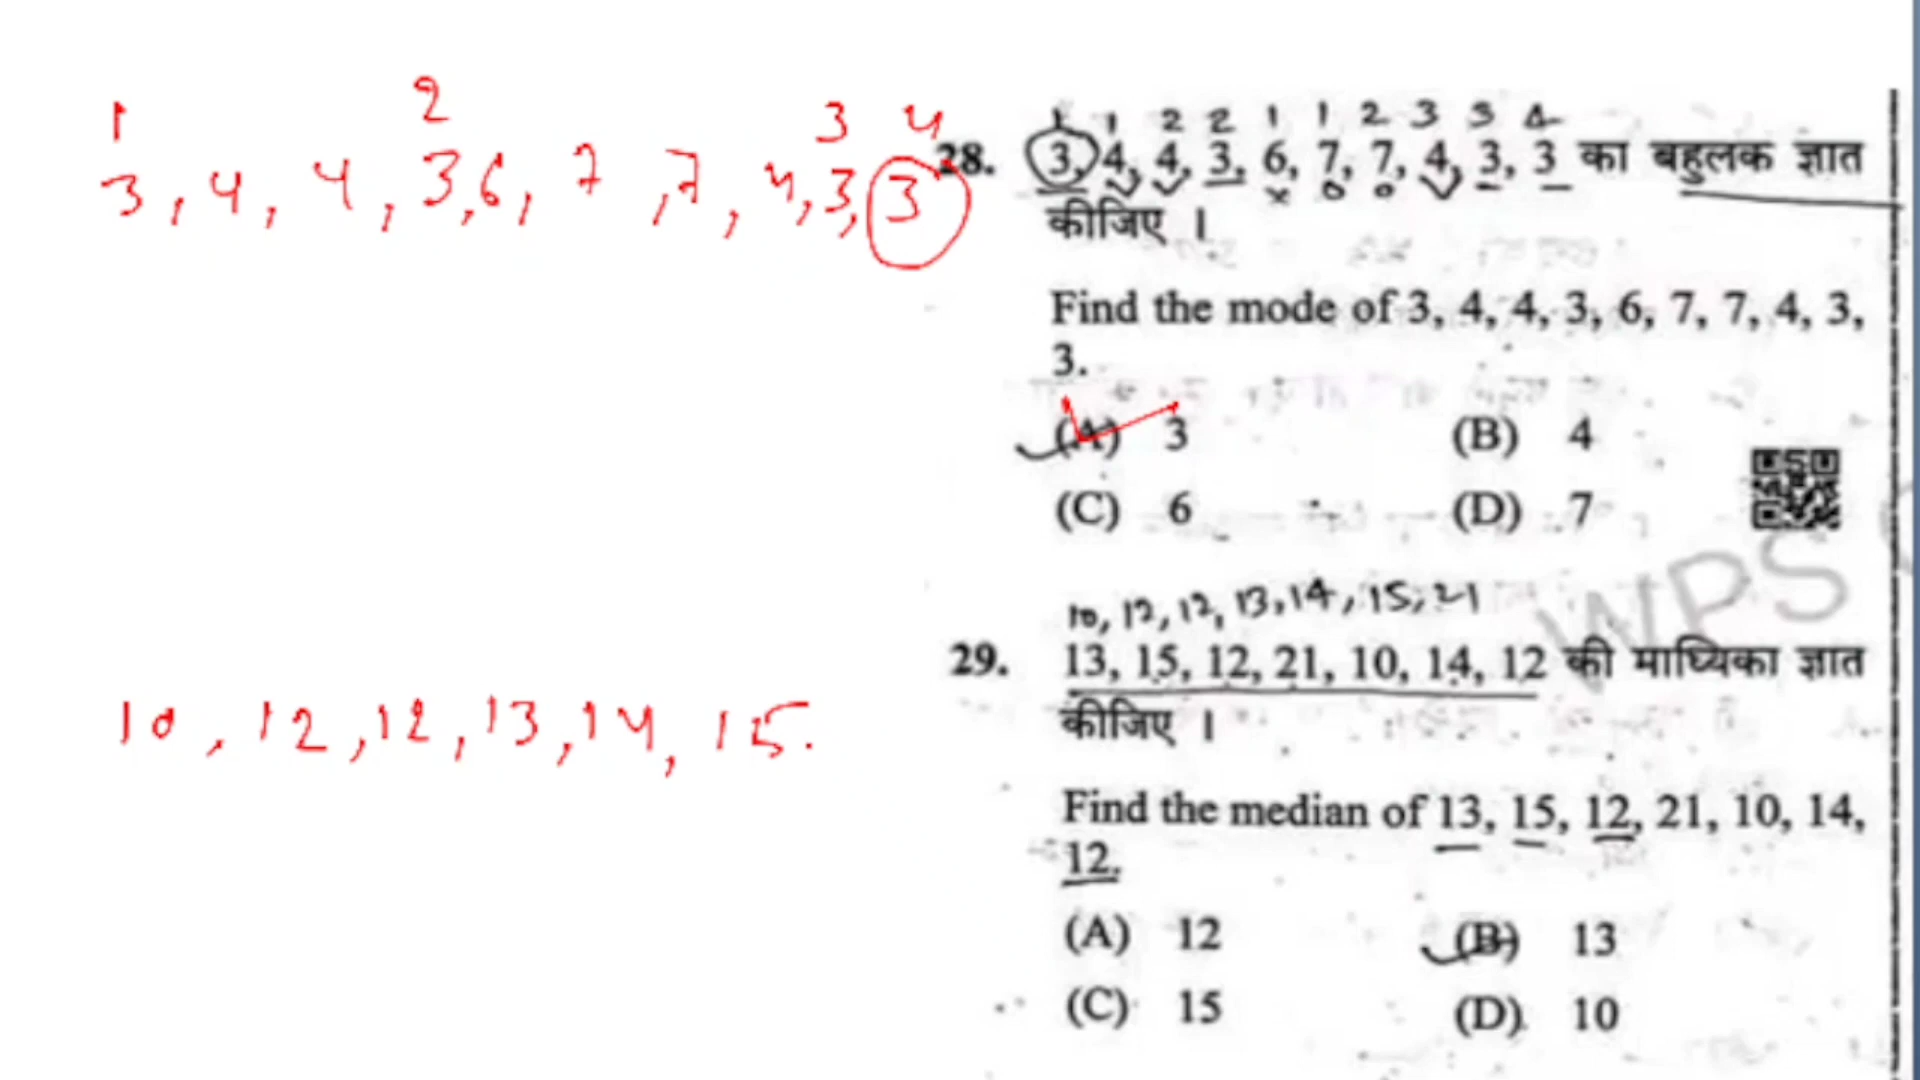 1 2 3 4
3, 4, 4, 3, 6, 7, 7, 4, 3, 3
1 1 2 2 1 1 2 3 3 4
28. 3, 4, 4, 3, 6, 7, 7, 4, 3, 3 का बहुलक ज्ञात
कीजिए ।
Find the mode of 3, 4, 4, 3, 6, 7, 7, 4, 3,
3.
(A) 3 (B) 4
(C) 6 (D) 7
WPS
10, 12, 12, 13, 14, 15, 21
29. 13, 15, 12, 21, 10, 14, 12 की माध्यिका ज्ञात
कीजिए ।
10, 12, 12, 13, 14, 15.
Find the median of 13, 15, 12, 21, 10, 14,
12.
(A) 12 (B) 13
(C) 15 (D) 10